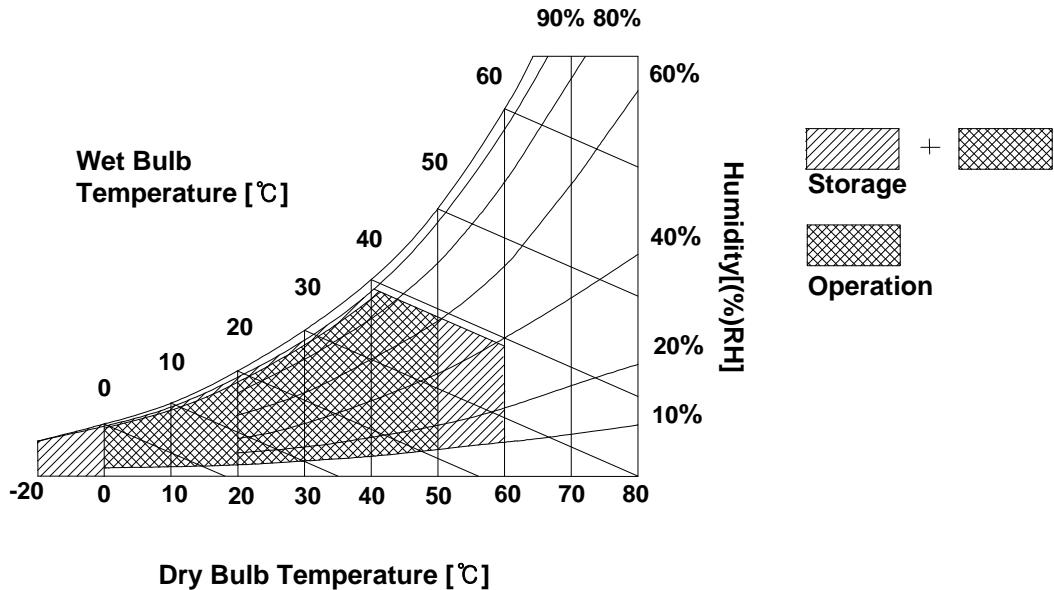 90% 80%
60
60%
50
Wet Bulb
Temperature [℃]
Storage
+
40%
40
Humidity[(%)RH]
30
Operation
20
20%
10
0
10%
-20 0 10 20 30 40 50 60 70 80
Dry Bulb Temperature [℃]